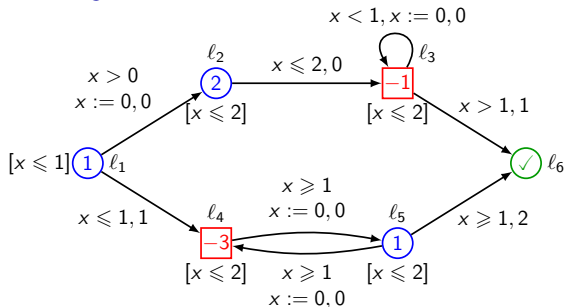 x < 1, x := 0, 0
ℓ2
ℓ3
x > 0
x := 0, 0
2
x ⩽ 2, 0
−1
[x ⩽ 2]
[x ⩽ 2]
x > 1, 1
[x ⩽ 1]
1
ℓ1
✓
ℓ6
x ⩽ 1, 1
ℓ4
x ⩾ 1
x := 0, 0
ℓ5
x ⩾ 1, 2
−3
1
[x ⩽ 2]
x ⩾ 1
x := 0, 0
[x ⩽ 2]